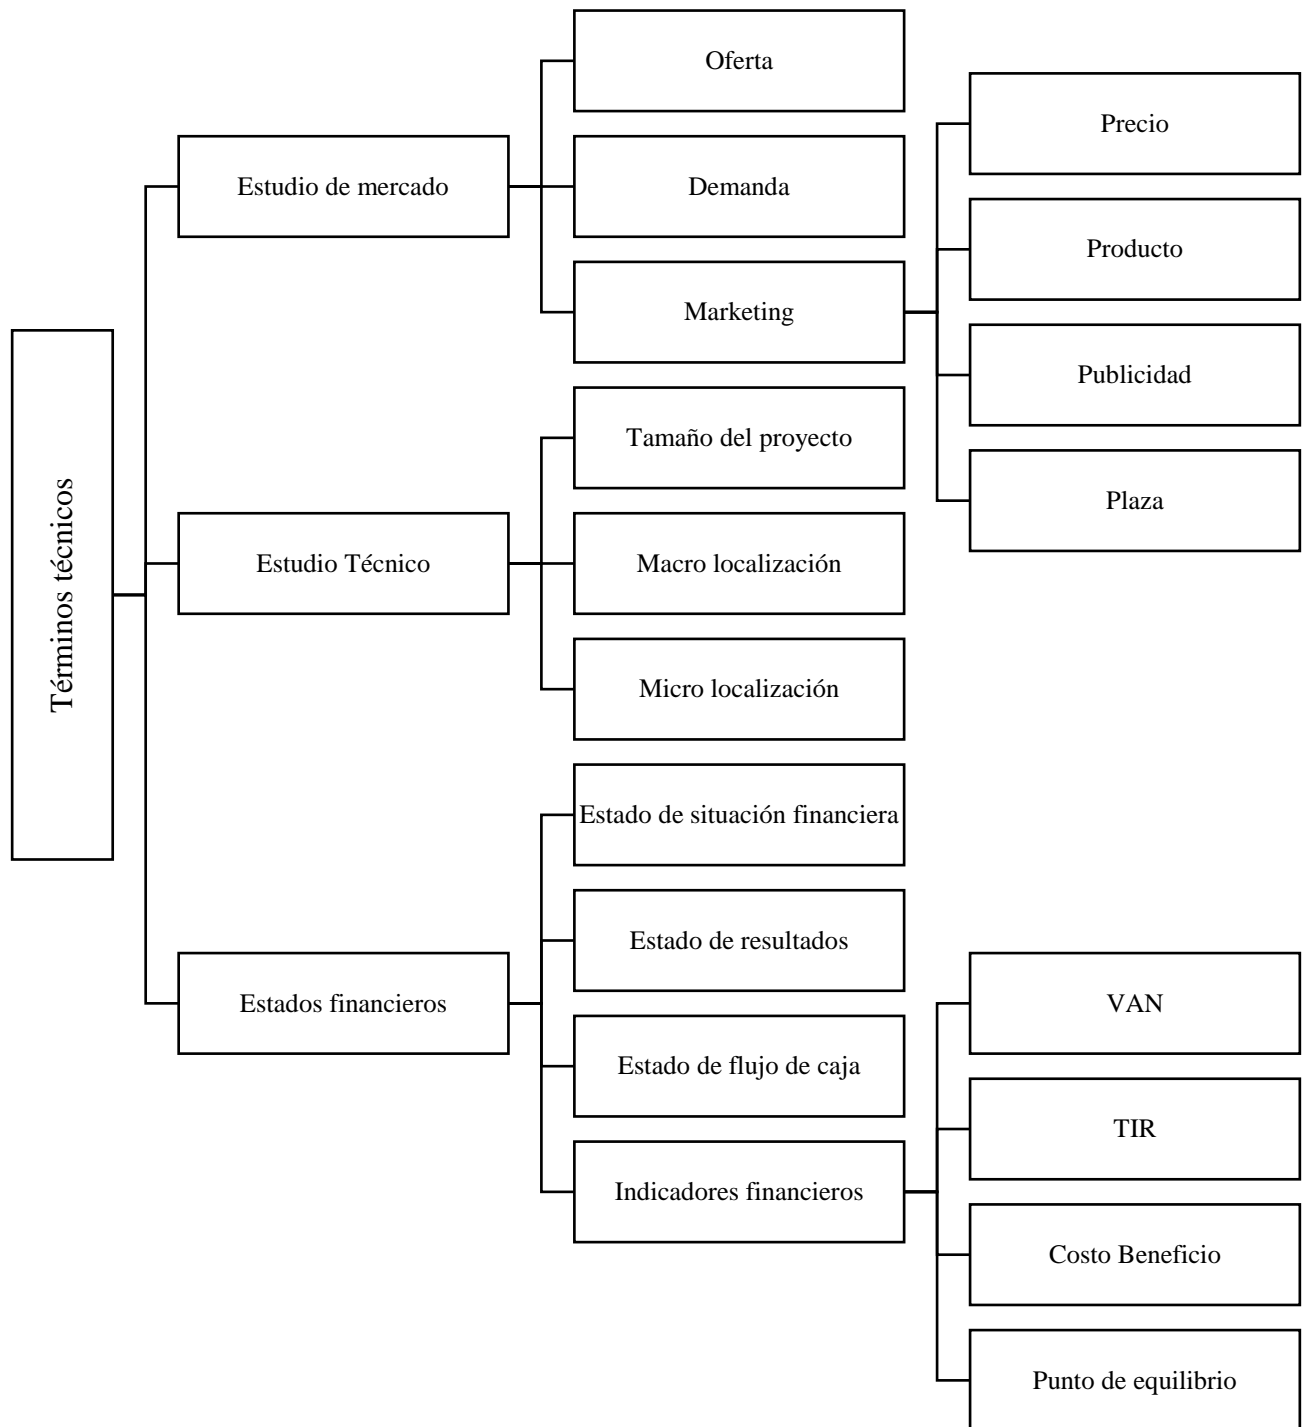 Términos técnicos
Estudio de mercado
Oferta
Demanda
Marketing
Precio
Producto
Publicidad
Plaza
Estudio Técnico
Tamaño del proyecto
Macro localización
Micro localización
Estados financieros
Estado de situación financiera
Estado de resultados
Estado de flujo de caja
Indicadores financieros
VAN
TIR
Costo Beneficio
Punto de equilibrio